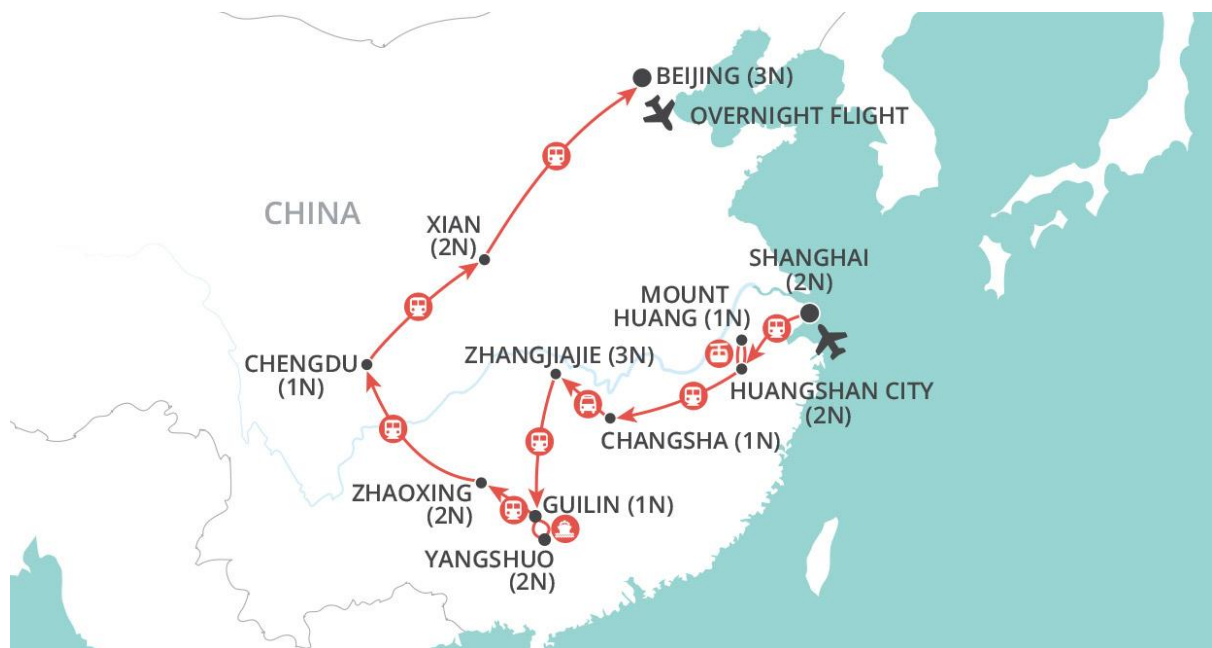 BEIJING (3N)
OVERNIGHT FLIGHT
CHINA
XIAN
(2N)
SHANGHAI
(2N)
MOUNT
HUANG (1N)
ZHANGJIAJIE (3N)
CHENGDU
(1N)
HUANGSHAN CITY
(2N)
CHANGSHA (1N)
ZHAOXING
(2N)
GUILIN (1N)
YANGSHUO
(2N)